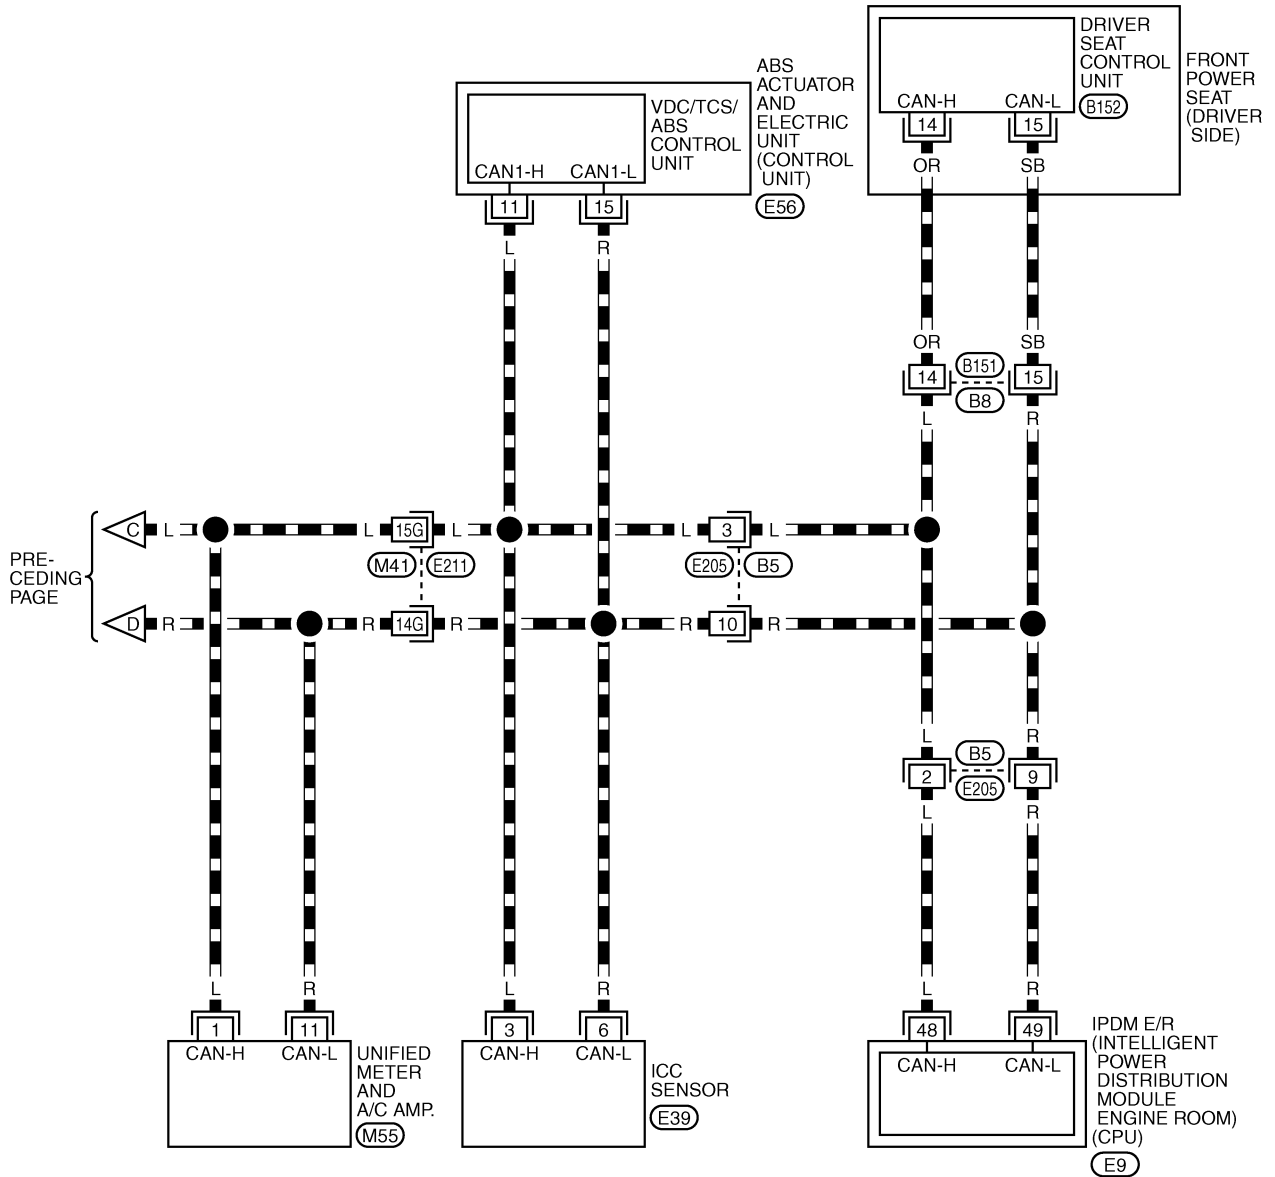 DRIVER
SEAT
CONTROL
UNIT
B152
FRONT
POWER
SEAT
(DRIVER
SIDE)
CAN-H CAN-L
14 15
OR SB
ABS
ACTUATOR
AND
ELECTRIC
UNIT
(CONTROL
UNIT)
E56
VDC/TCS/
ABS
CONTROL
UNIT
CAN1-H CAN1-L
11 15
L R
OR SB
14 B151 15
B8
L R
C L L 15G L L 3 L
M41 E211 E205 B5
PRE-
CEDING
PAGE
D R R 14G R R 10 R
L R
2 B5 9
E205
L R
L R L R L R
1 11 3 6 48 49
CAN-H CAN-L
UNIFIED
METER
AND
A/C AMP.
M55
CAN-H CAN-L
ICC
SENSOR
E39
CAN-H CAN-L
IPDM E/R
(INTELLIGENT
POWER
DISTRIBUTION
MODULE
ENGINE ROOM)
(CPU)
E9